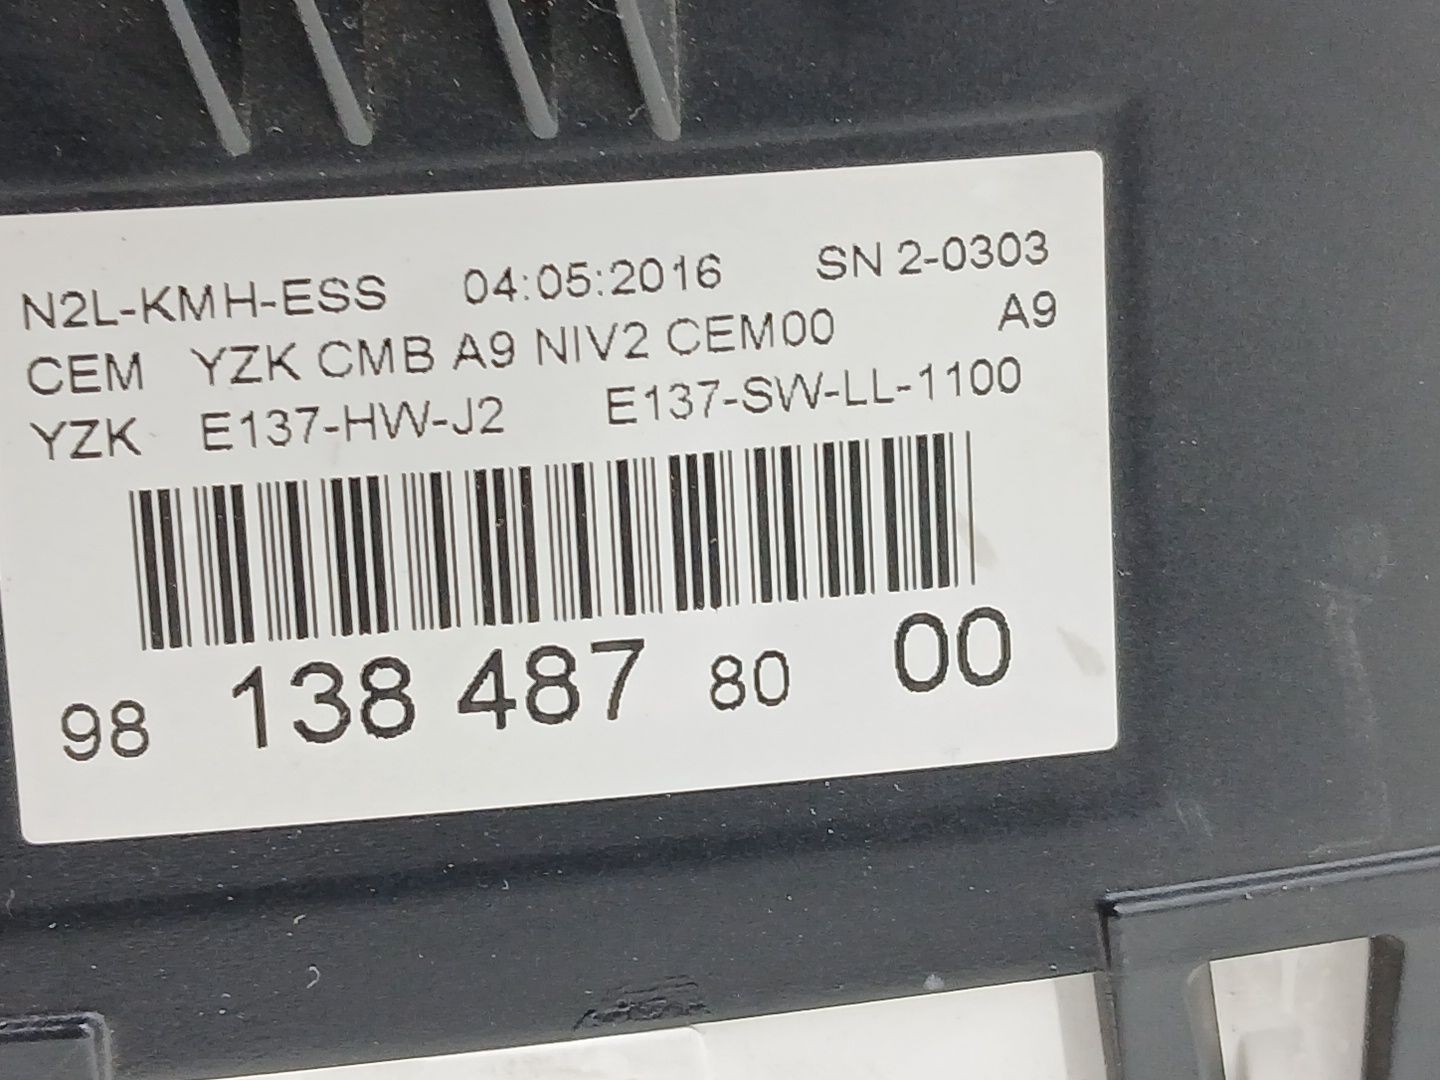 N2L-KMH-ESS 04:05:2016 SN 2-0303
CEM YZK CMB A9 NIV2 CEM00 A9
YZK E137-HW-J2 E137-SW-LL-1100
98 138 487 80 00